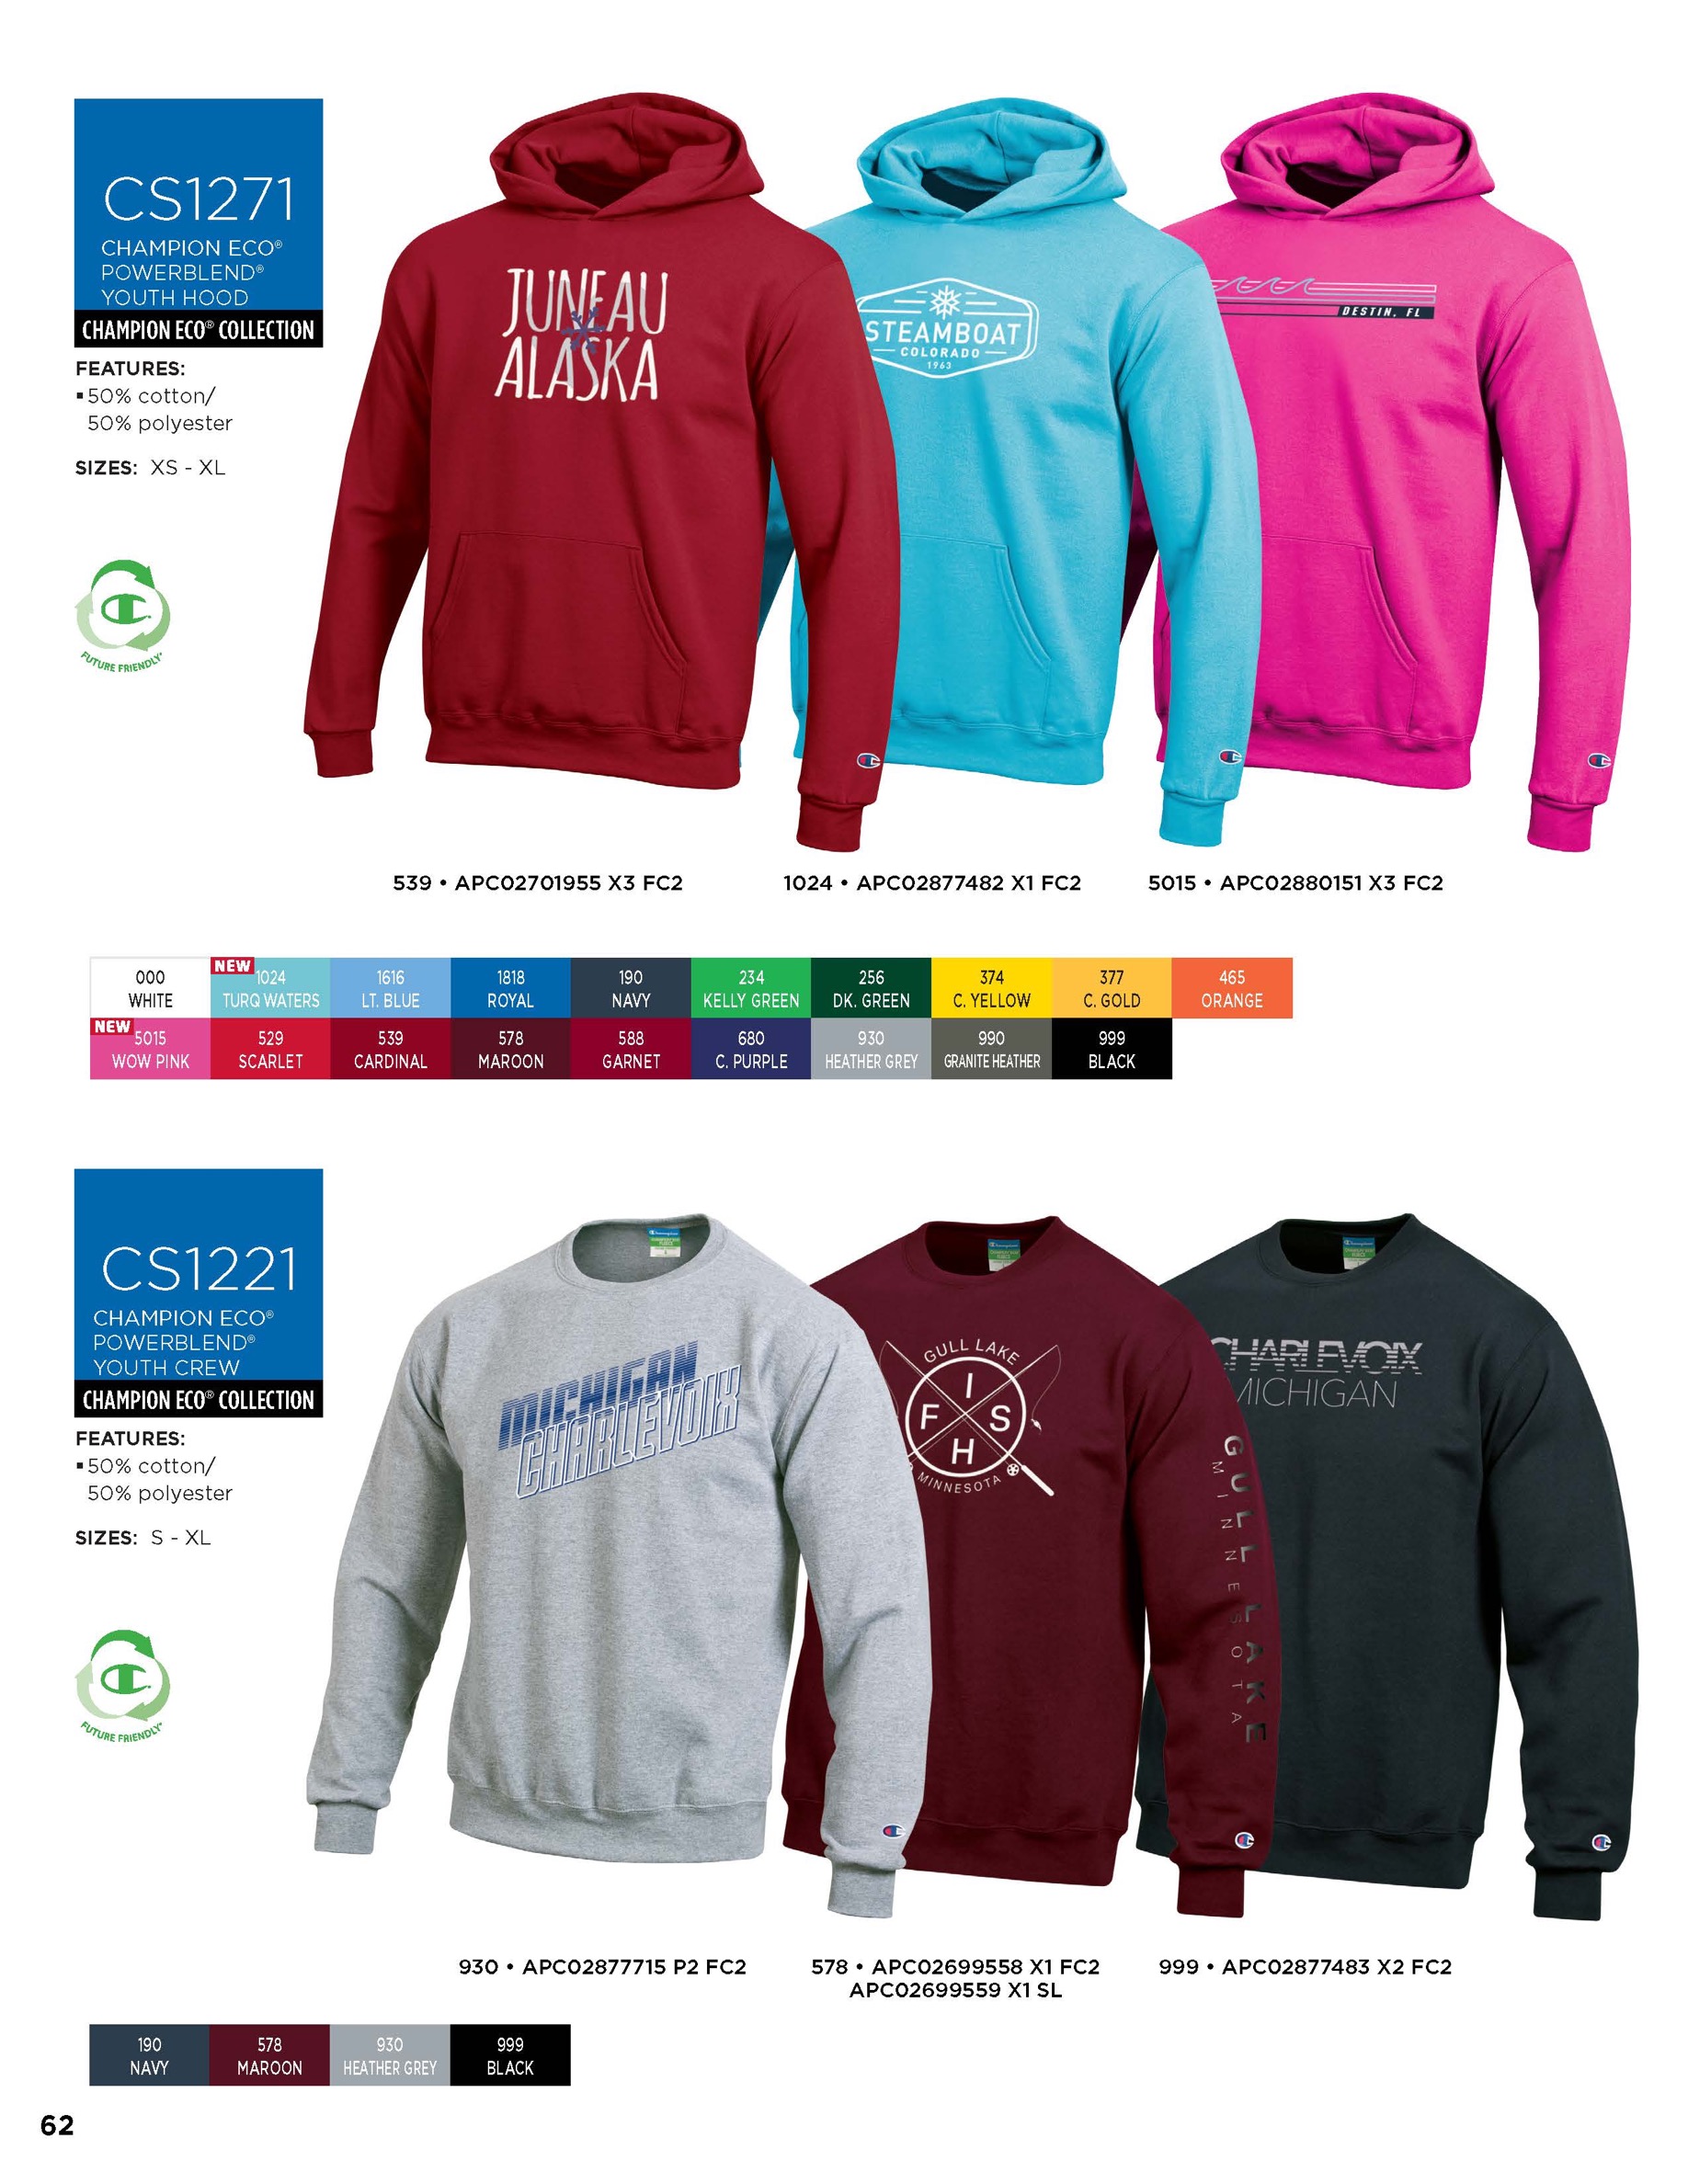 CS1271
CHAMPION ECO®
POWERBLEND®
YOUTH HOOD
CHAMPION ECO® COLLECTION
FEATURES:
▪ 50% cotton/
50% polyester
SIZES: XS - XL
FUTURE FRIENDLY
JUNEAU
ALASKA
STEAMBOAT
COLORADO
1963
DESTIN, FL
539 • APC02701955 X3 FC2
1024 • APC02877482 X1 FC2
5015 • APC02880151 X3 FC2
000
WHITE
NEW
1024
TURQ WATERS
1616
LT. BLUE
1818
ROYAL
190
NAVY
234
KELLY GREEN
256
DK. GREEN
374
C. YELLOW
377
C. GOLD
465
ORANGE
NEW
5015
WOW PINK
529
SCARLET
539
CARDINAL
578
MAROON
588
GARNET
680
C. PURPLE
930
HEATHER GREY
990
GRANITE HEATHER
999
BLACK
CS1221
CHAMPION ECO®
POWERBLEND®
YOUTH CREW
CHAMPION ECO® COLLECTION
FEATURES:
▪ 50% cotton/
50% polyester
SIZES: S - XL
FUTURE FRIENDLY
MICHIGAN
CHARLEVOIX
GULL LAKE
I
F S
H
MINNESOTA
GULL LAKE
MINNESOTA
CHARLEVOIX
MICHIGAN
930 • APC02877715 P2 FC2
578 • APC02699558 X1 FC2
APC02699559 X1 SL
999 • APC02877483 X2 FC2
190
NAVY
578
MAROON
930
HEATHER GREY
999
BLACK
62